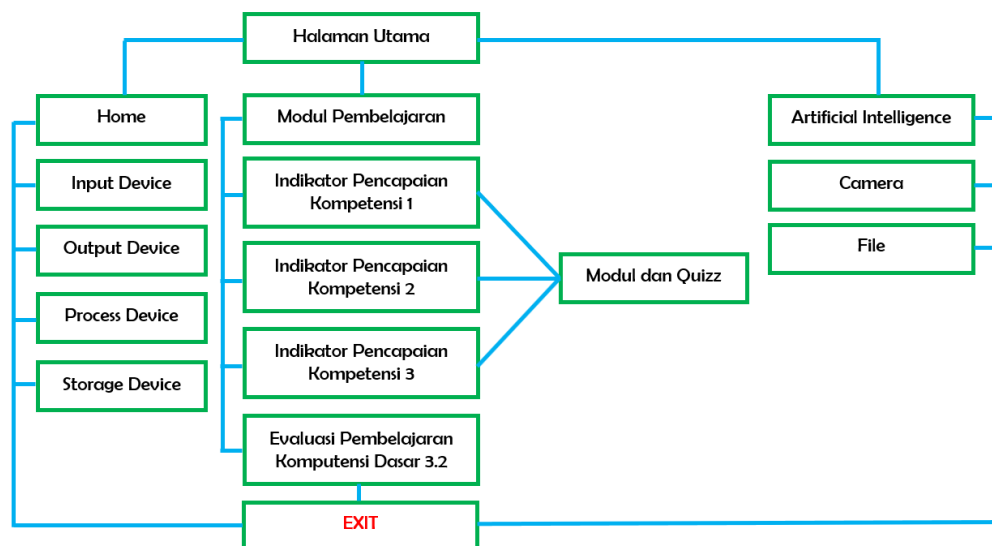 Halaman Utama
Home
Input Device
Output Device
Process Device
Storage Device
Modul Pembelajaran
Indikator Pencapaian
Kompetensi 1
Indikator Pencapaian
Kompetensi 2
Indikator Pencapaian
Kompetensi 3
Evaluasi Pembelajaran
Komputensi Dasar 3.2
EXIT
Modul dan Quizz
Artificial Intelligence
Camera
File